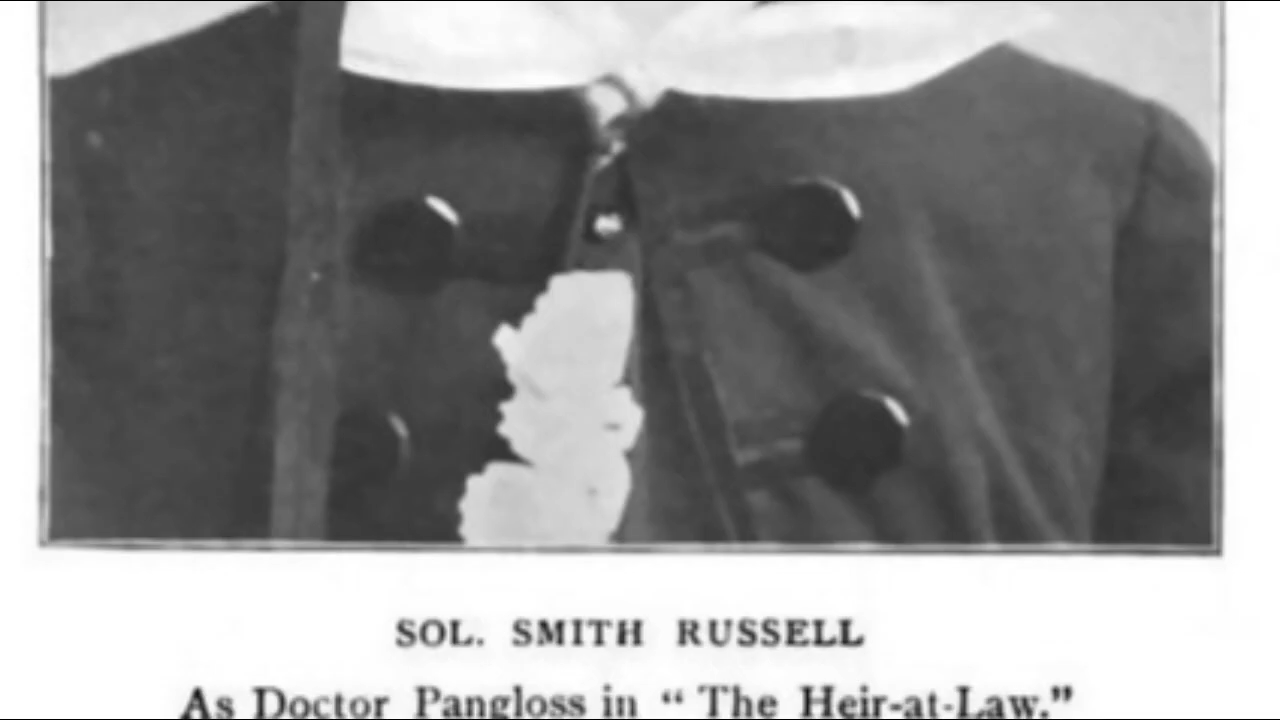 SOL. SMITH RUSSELL
As Doctor Pangloss in “ The Heir-at-Law.”